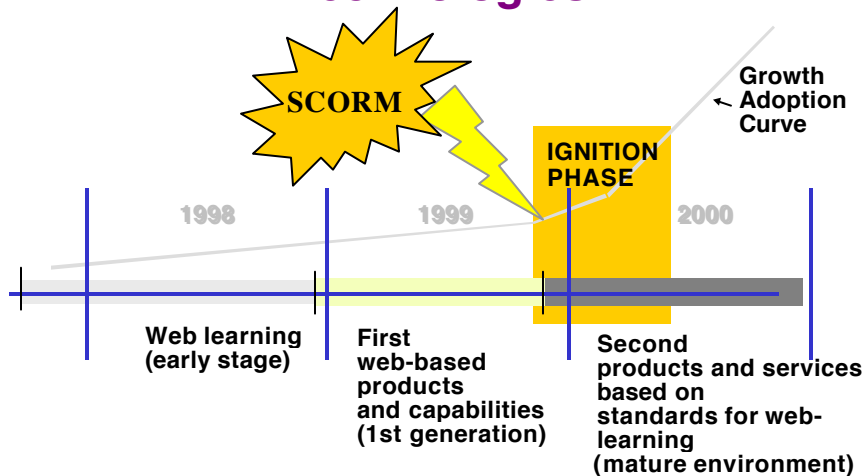 SCORM
Growth
Adoption
Curve
IGNITION
PHASE
1998
1999
2000
Web learning
(early stage)
First
web-based
products
and capabilities
(1st generation)
Second
products and services
based on
standards for web-
learning
(mature environment)